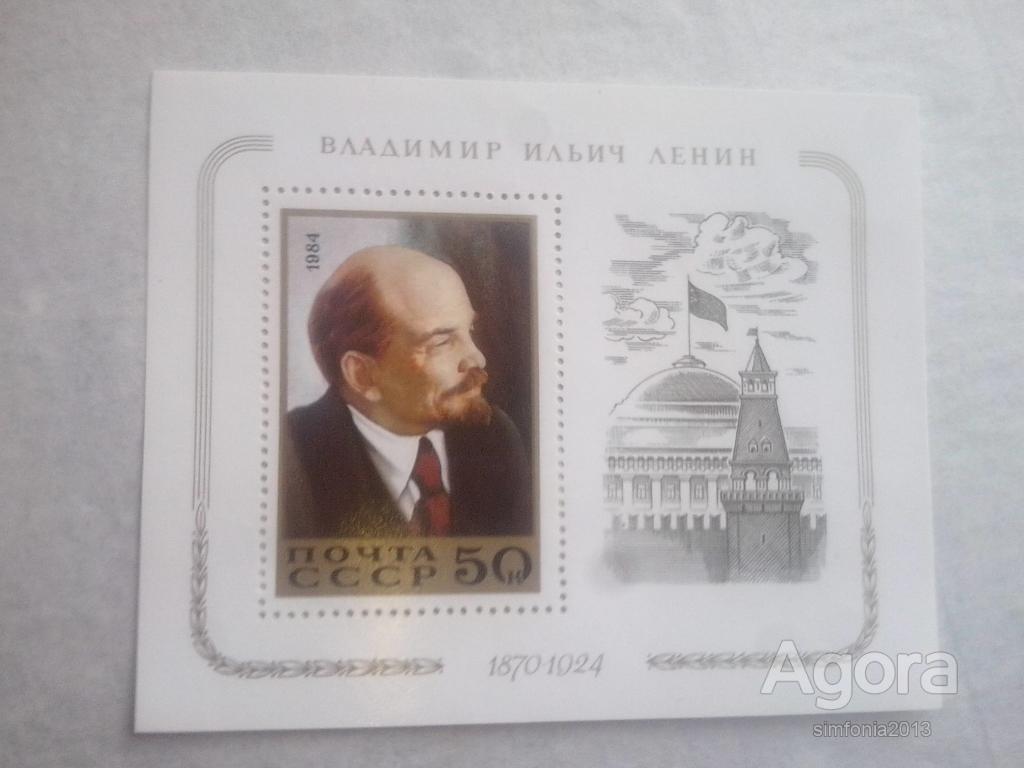 ВЛАДИМИР ИЛЬИЧ ЛЕНИН
1984
ПОЧТА
СССР 50к
1870·1924
Agora
simfonia2013